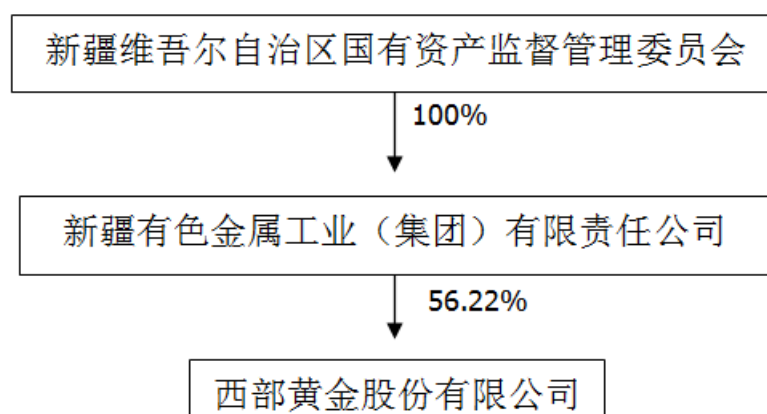 新疆维吾尔自治区国有资产监督管理委员会
100%
新疆有色金属工业（集团）有限责任公司
56.22%
西部黄金股份有限公司